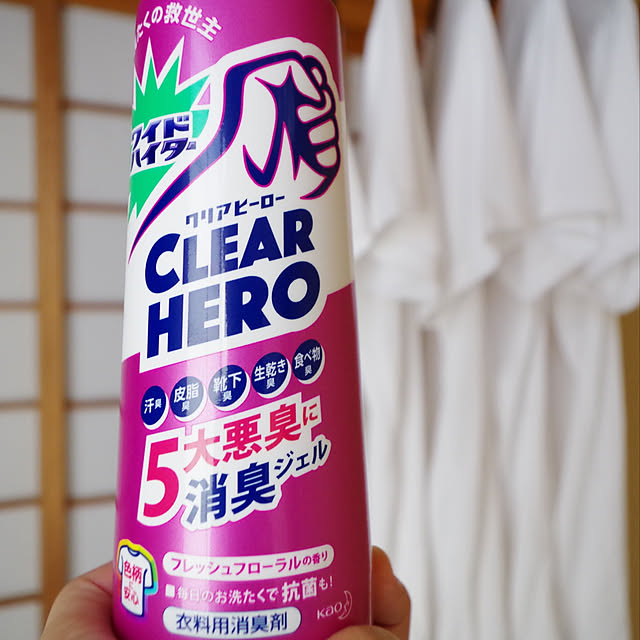 たくの救世主
ワイド
ハイター
クリアヒーロー
CLEAR
HERO
汗臭
皮脂臭
靴下臭
生乾き臭
食べ物臭
5大悪臭に
消臭ジェル
色柄に
安心
フレッシュフローラルの香り
毎日のお洗たくで抗菌も!
衣料用消臭剤
Kao